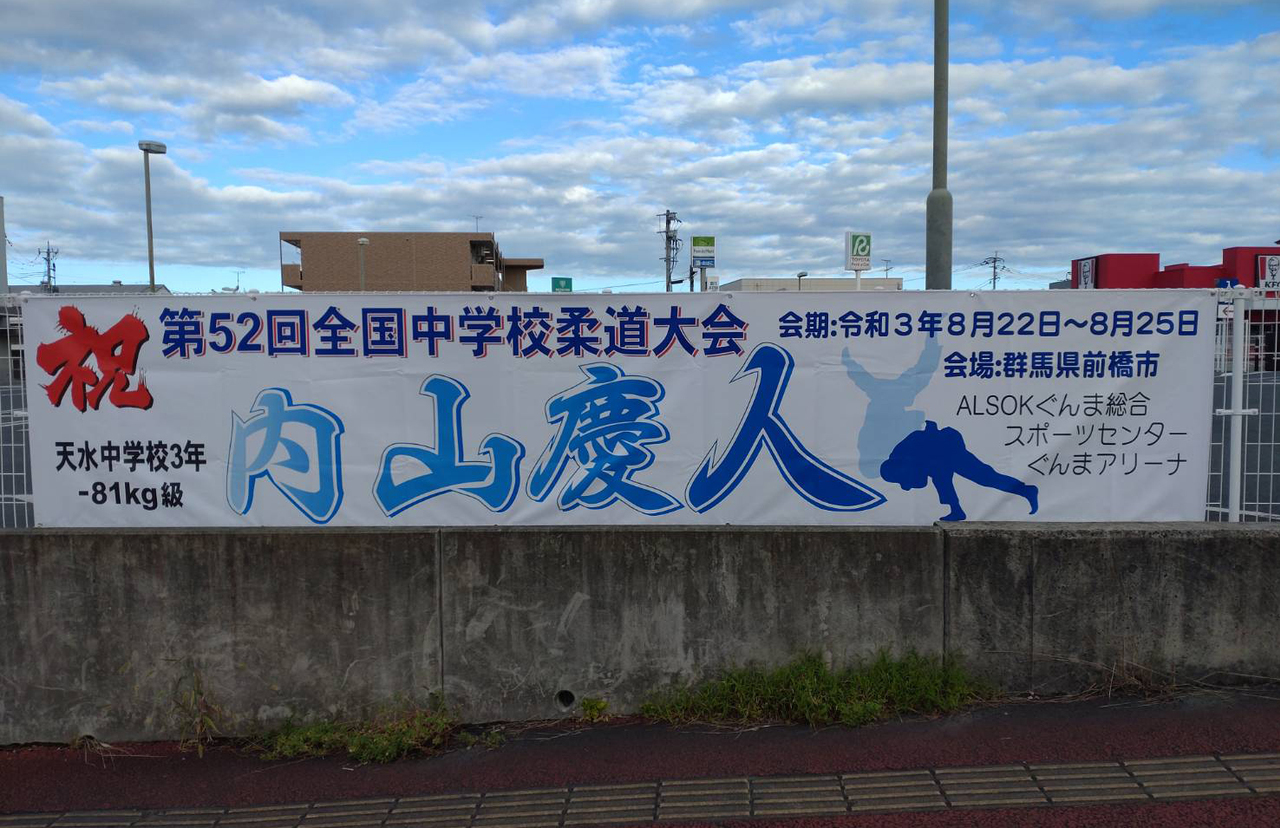 祝
第52回全国中学校柔道大会
会期:令和3年8月22日～8月25日
会場:群馬県前橋市
ALSOKぐんま総合
スポーツセンター
ぐんまアリーナ
天水中学校3年
-81kg級
内山慶人
KFC